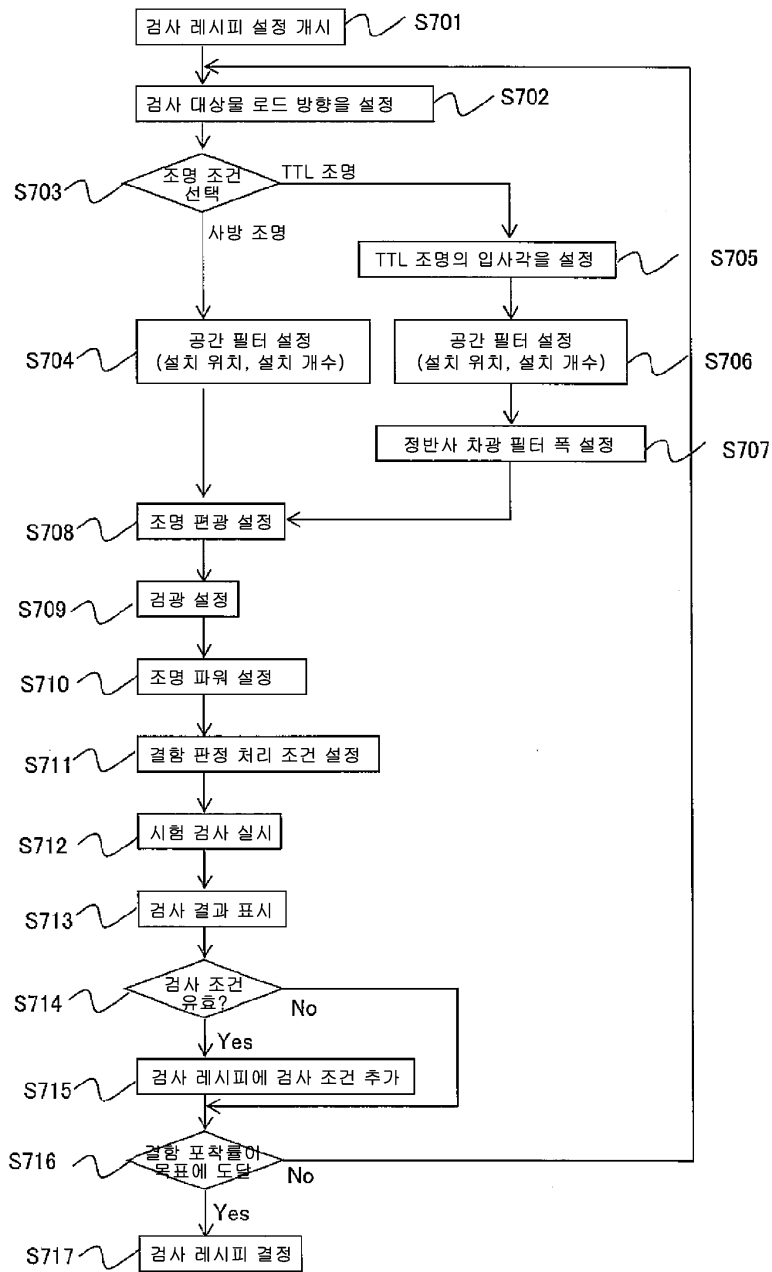 검사 레시피 설정 개시
S701
검사 대상물 로드 방향을 설정
S702
조명 조건
선택
S703
TTL 조명
사방 조명
TTL 조명의 입사각을 설정
S705
공간 필터 설정
(설치 위치, 설치 개수)
S704
공간 필터 설정
(설치 위치, 설치 개수)
S706
정반사 차광 필터 폭 설정
S707
조명 편광 설정
S708
검광 설정
S709
조명 파워 설정
S710
결함 판정 처리 조건 설정
S711
시험 검사 실시
S712
검사 결과 표시
S713
검사 조건
유효?
S714
No
Yes
검사 레시피에 검사 조건 추가
S715
결함 포착률이
목표에 도달
S716
No
Yes
검사 레시피 결정
S717